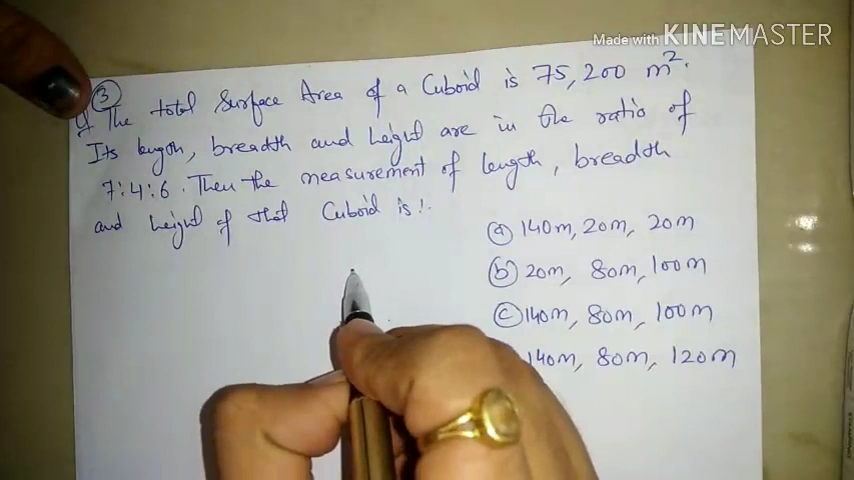 Made with KINEMASTER
3
If The total Surface Area of a Cuboid is 75,200 m².
Its length, breadth and height are in the ratio of
7:4:6. Then the measurement of length, breadth
and height of that Cuboid is!.
a 140m, 20m, 20m
b 20m, 80m, 100m
c 140m, 80m, 100m
140m, 80m, 120m